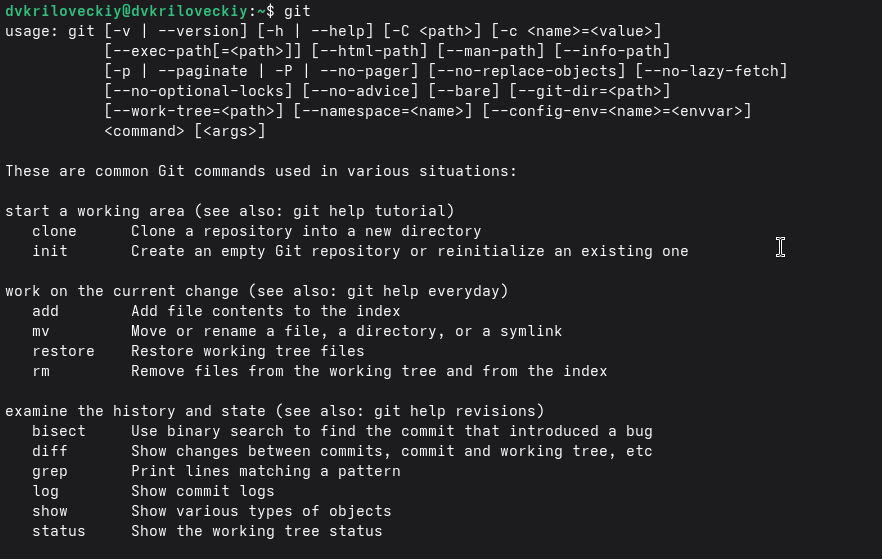 dvkriloveckiy@dvkriloveckiy:~$ git
usage: git [-v | --version] [-h | --help] [-C <path>] [-c <name>=<value>]
           [--exec-path[=<path>]] [--html-path] [--man-path] [--info-path]
           [-p | --paginate | -P | --no-pager] [--no-replace-objects] [--no-lazy-fetch]
           [--no-optional-locks] [--no-advice] [--bare] [--git-dir=<path>]
           [--work-tree=<path>] [--namespace=<name>] [--config-env=<name>=<envvar>]
           <command> [<args>]

These are common Git commands used in various situations:

start a working area (see also: git help tutorial)
   clone      Clone a repository into a new directory
   init       Create an empty Git repository or reinitialize an existing one

work on the current change (see also: git help everyday)
   add        Add file contents to the index
   mv         Move or rename a file, a directory, or a symlink
   restore    Restore working tree files
   rm         Remove files from the working tree and from the index

examine the history and state (see also: git help revisions)
   bisect     Use binary search to find the commit that introduced a bug
   diff       Show changes between commits, commit and working tree, etc
   grep       Print lines matching a pattern
   log        Show commit logs
   show       Show various types of objects
   status     Show the working tree status